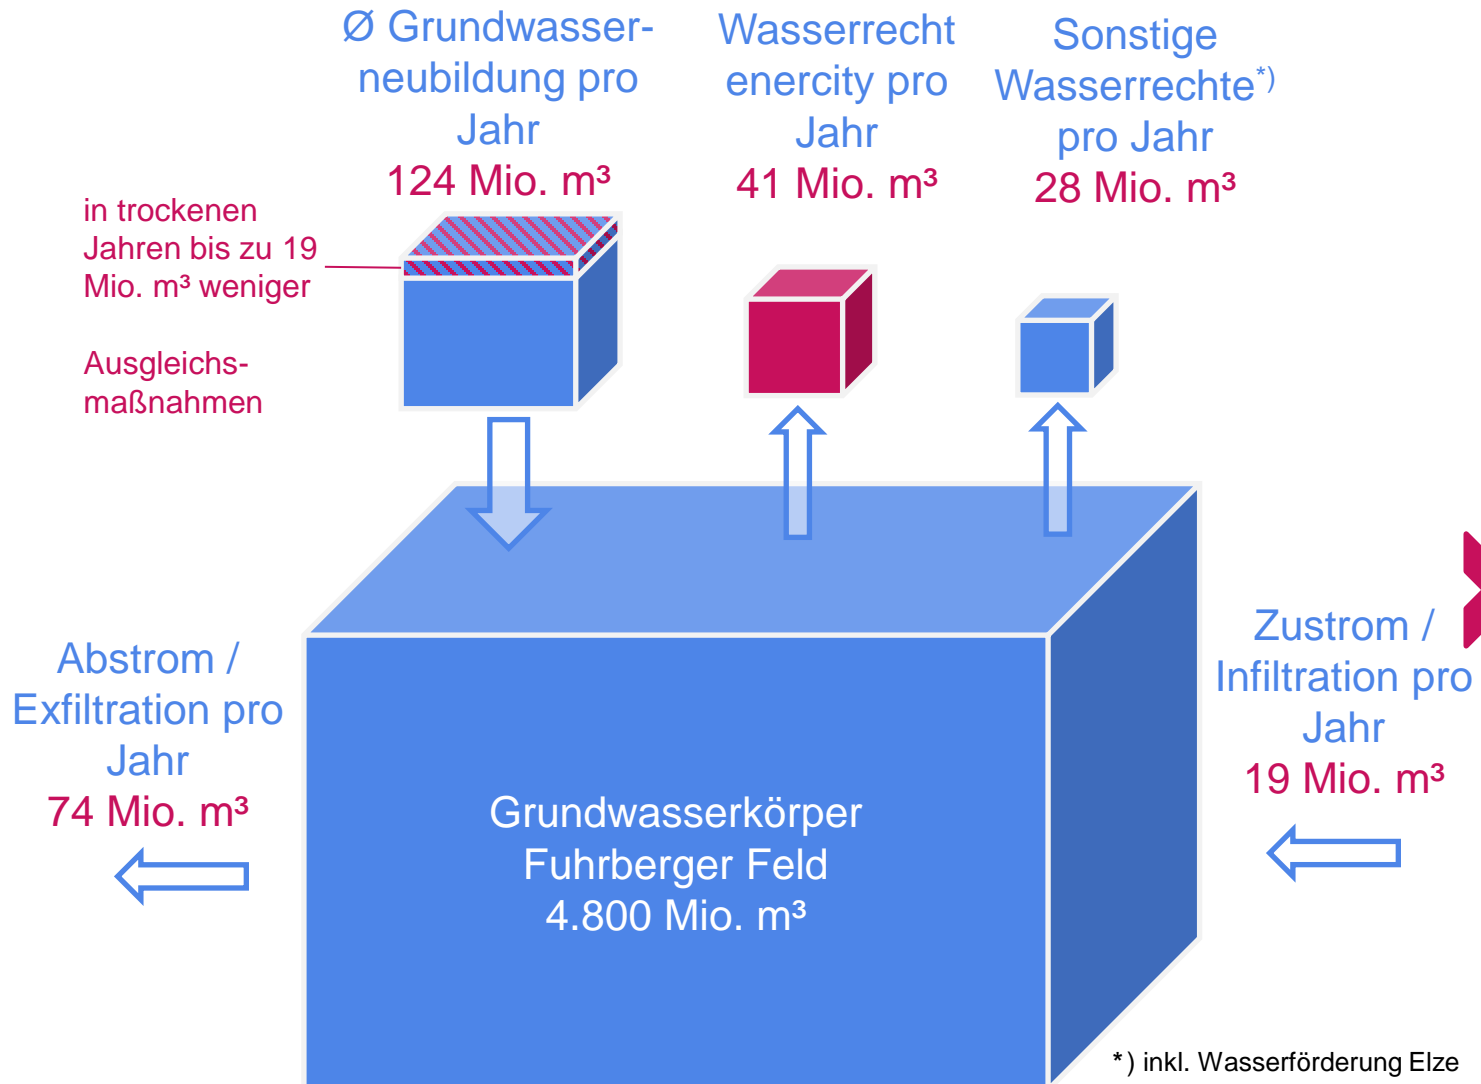 Ø Grundwasser-
neubildung pro
Jahr
124 Mio. m³
Wasserrecht
enercity pro
Jahr
41 Mio. m³
Sonstige
Wasserrechte*)
pro Jahr
28 Mio. m³
in trockenen
Jahren bis zu 19
Mio. m³ weniger
Ausgleichs-
maßnahmen
Abstrom /
Exfiltration pro
Jahr
74 Mio. m³
Grundwasserkörper
Fuhrberger Feld
4.800 Mio. m³
Zustrom /
Infiltration pro
Jahr
19 Mio. m³
*) inkl. Wasserförderung Elze